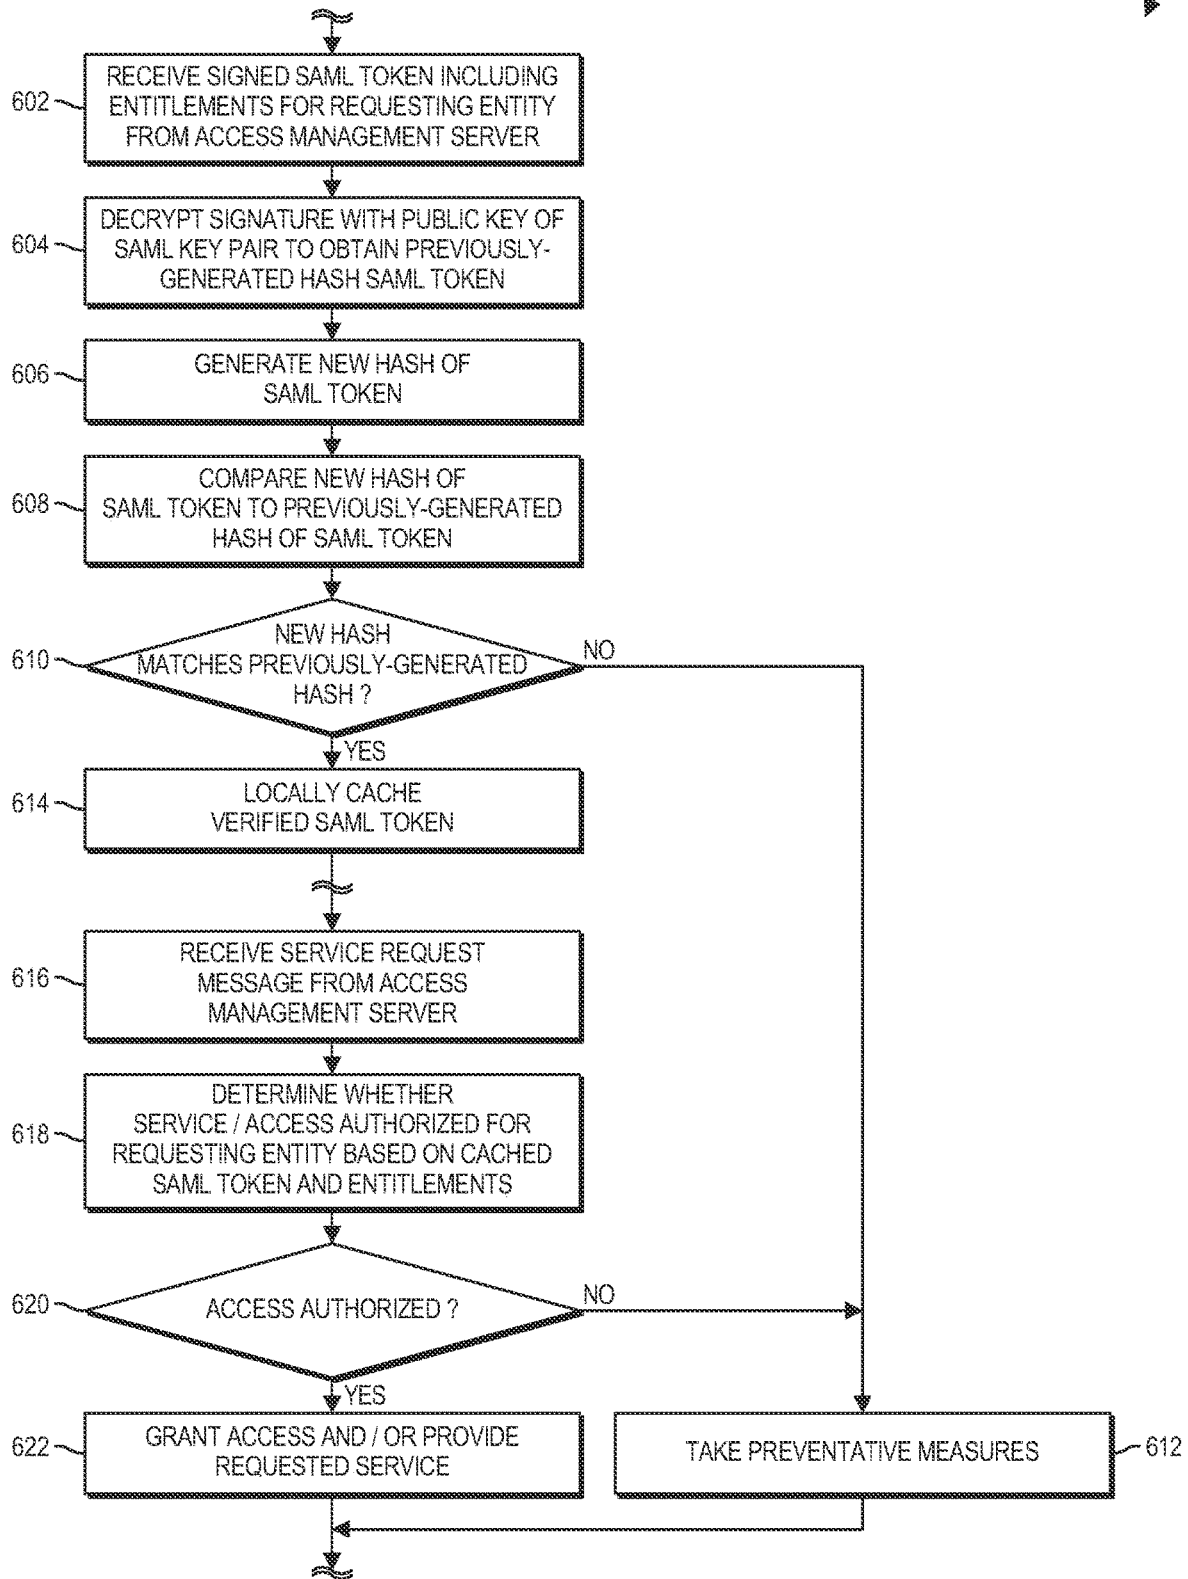 RECEIVE SIGNED SAML TOKEN INCLUDING
ENTITLEMENTS FOR REQUESTING ENTITY
FROM ACCESS MANAGEMENT SERVER
602
DECRYPT SIGNATURE WITH PUBLIC KEY OF
SAML KEY PAIR TO OBTAIN PREVIOUSLY-
GENERATED HASH SAML TOKEN
604
GENERATE NEW HASH OF
SAML TOKEN
606
COMPARE NEW HASH OF
SAML TOKEN TO PREVIOUSLY-GENERATED
HASH OF SAML TOKEN
608
NEW HASH
MATCHES PREVIOUSLY-GENERATED
HASH ?
610
NO
YES
LOCALLY CACHE
VERIFIED SAML TOKEN
614
RECEIVE SERVICE REQUEST
MESSAGE FROM ACCESS
MANAGEMENT SERVER
616
DETERMINE WHETHER
SERVICE / ACCESS AUTHORIZED FOR
REQUESTING ENTITY BASED ON CACHED
SAML TOKEN AND ENTITLEMENTS
618
ACCESS AUTHORIZED ?
620
NO
YES
GRANT ACCESS AND / OR PROVIDE
REQUESTED SERVICE
622
TAKE PREVENTATIVE MEASURES
612